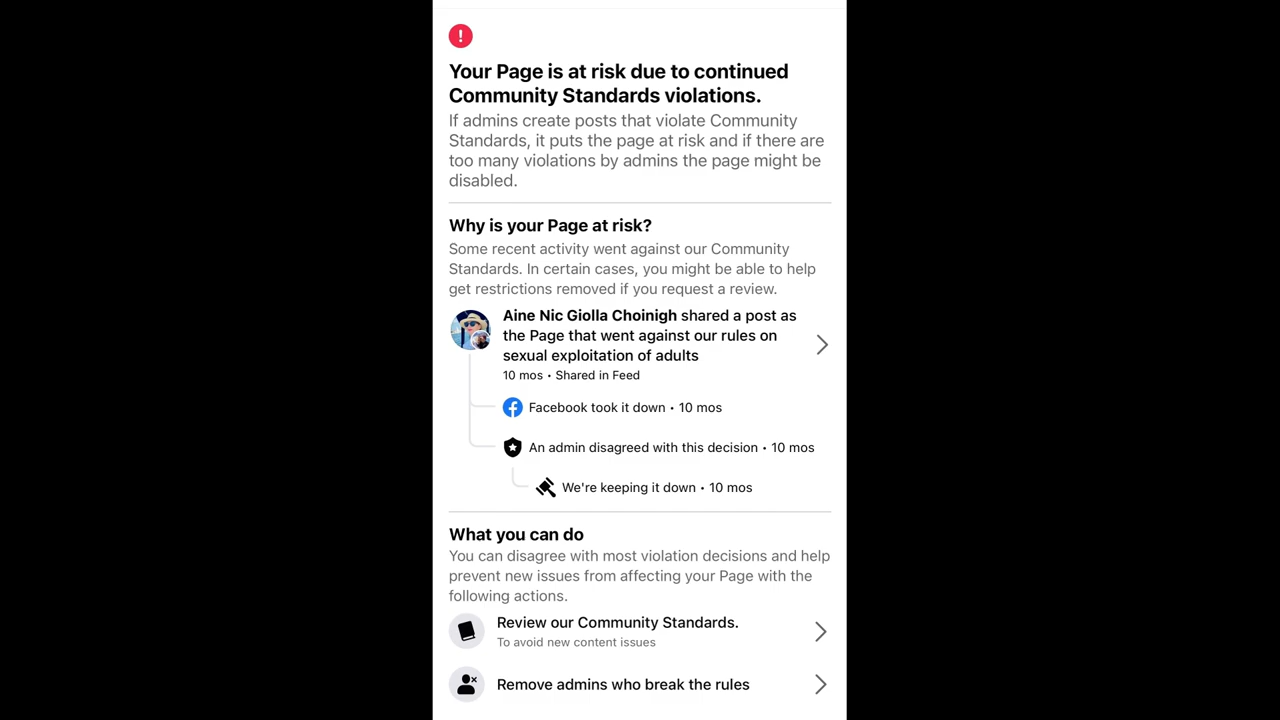 Your Page is at risk due to continued
Community Standards violations.
If admins create posts that violate Community
Standards, it puts the page at risk and if there are
too many violations by admins the page might be
disabled.
Why is your Page at risk?
Some recent activity went against our Community
Standards. In certain cases, you might be able to help
get restrictions removed if you request a review.
Aine Nic Giolla Choinigh shared a post as
the Page that went against our rules on
sexual exploitation of adults
10 mos • Shared in Feed
Facebook took it down • 10 mos
An admin disagreed with this decision • 10 mos
We're keeping it down • 10 mos
What you can do
You can disagree with most violation decisions and help
prevent new issues from affecting your Page with the
following actions.
Review our Community Standards.
To avoid new content issues
Remove admins who break the rules